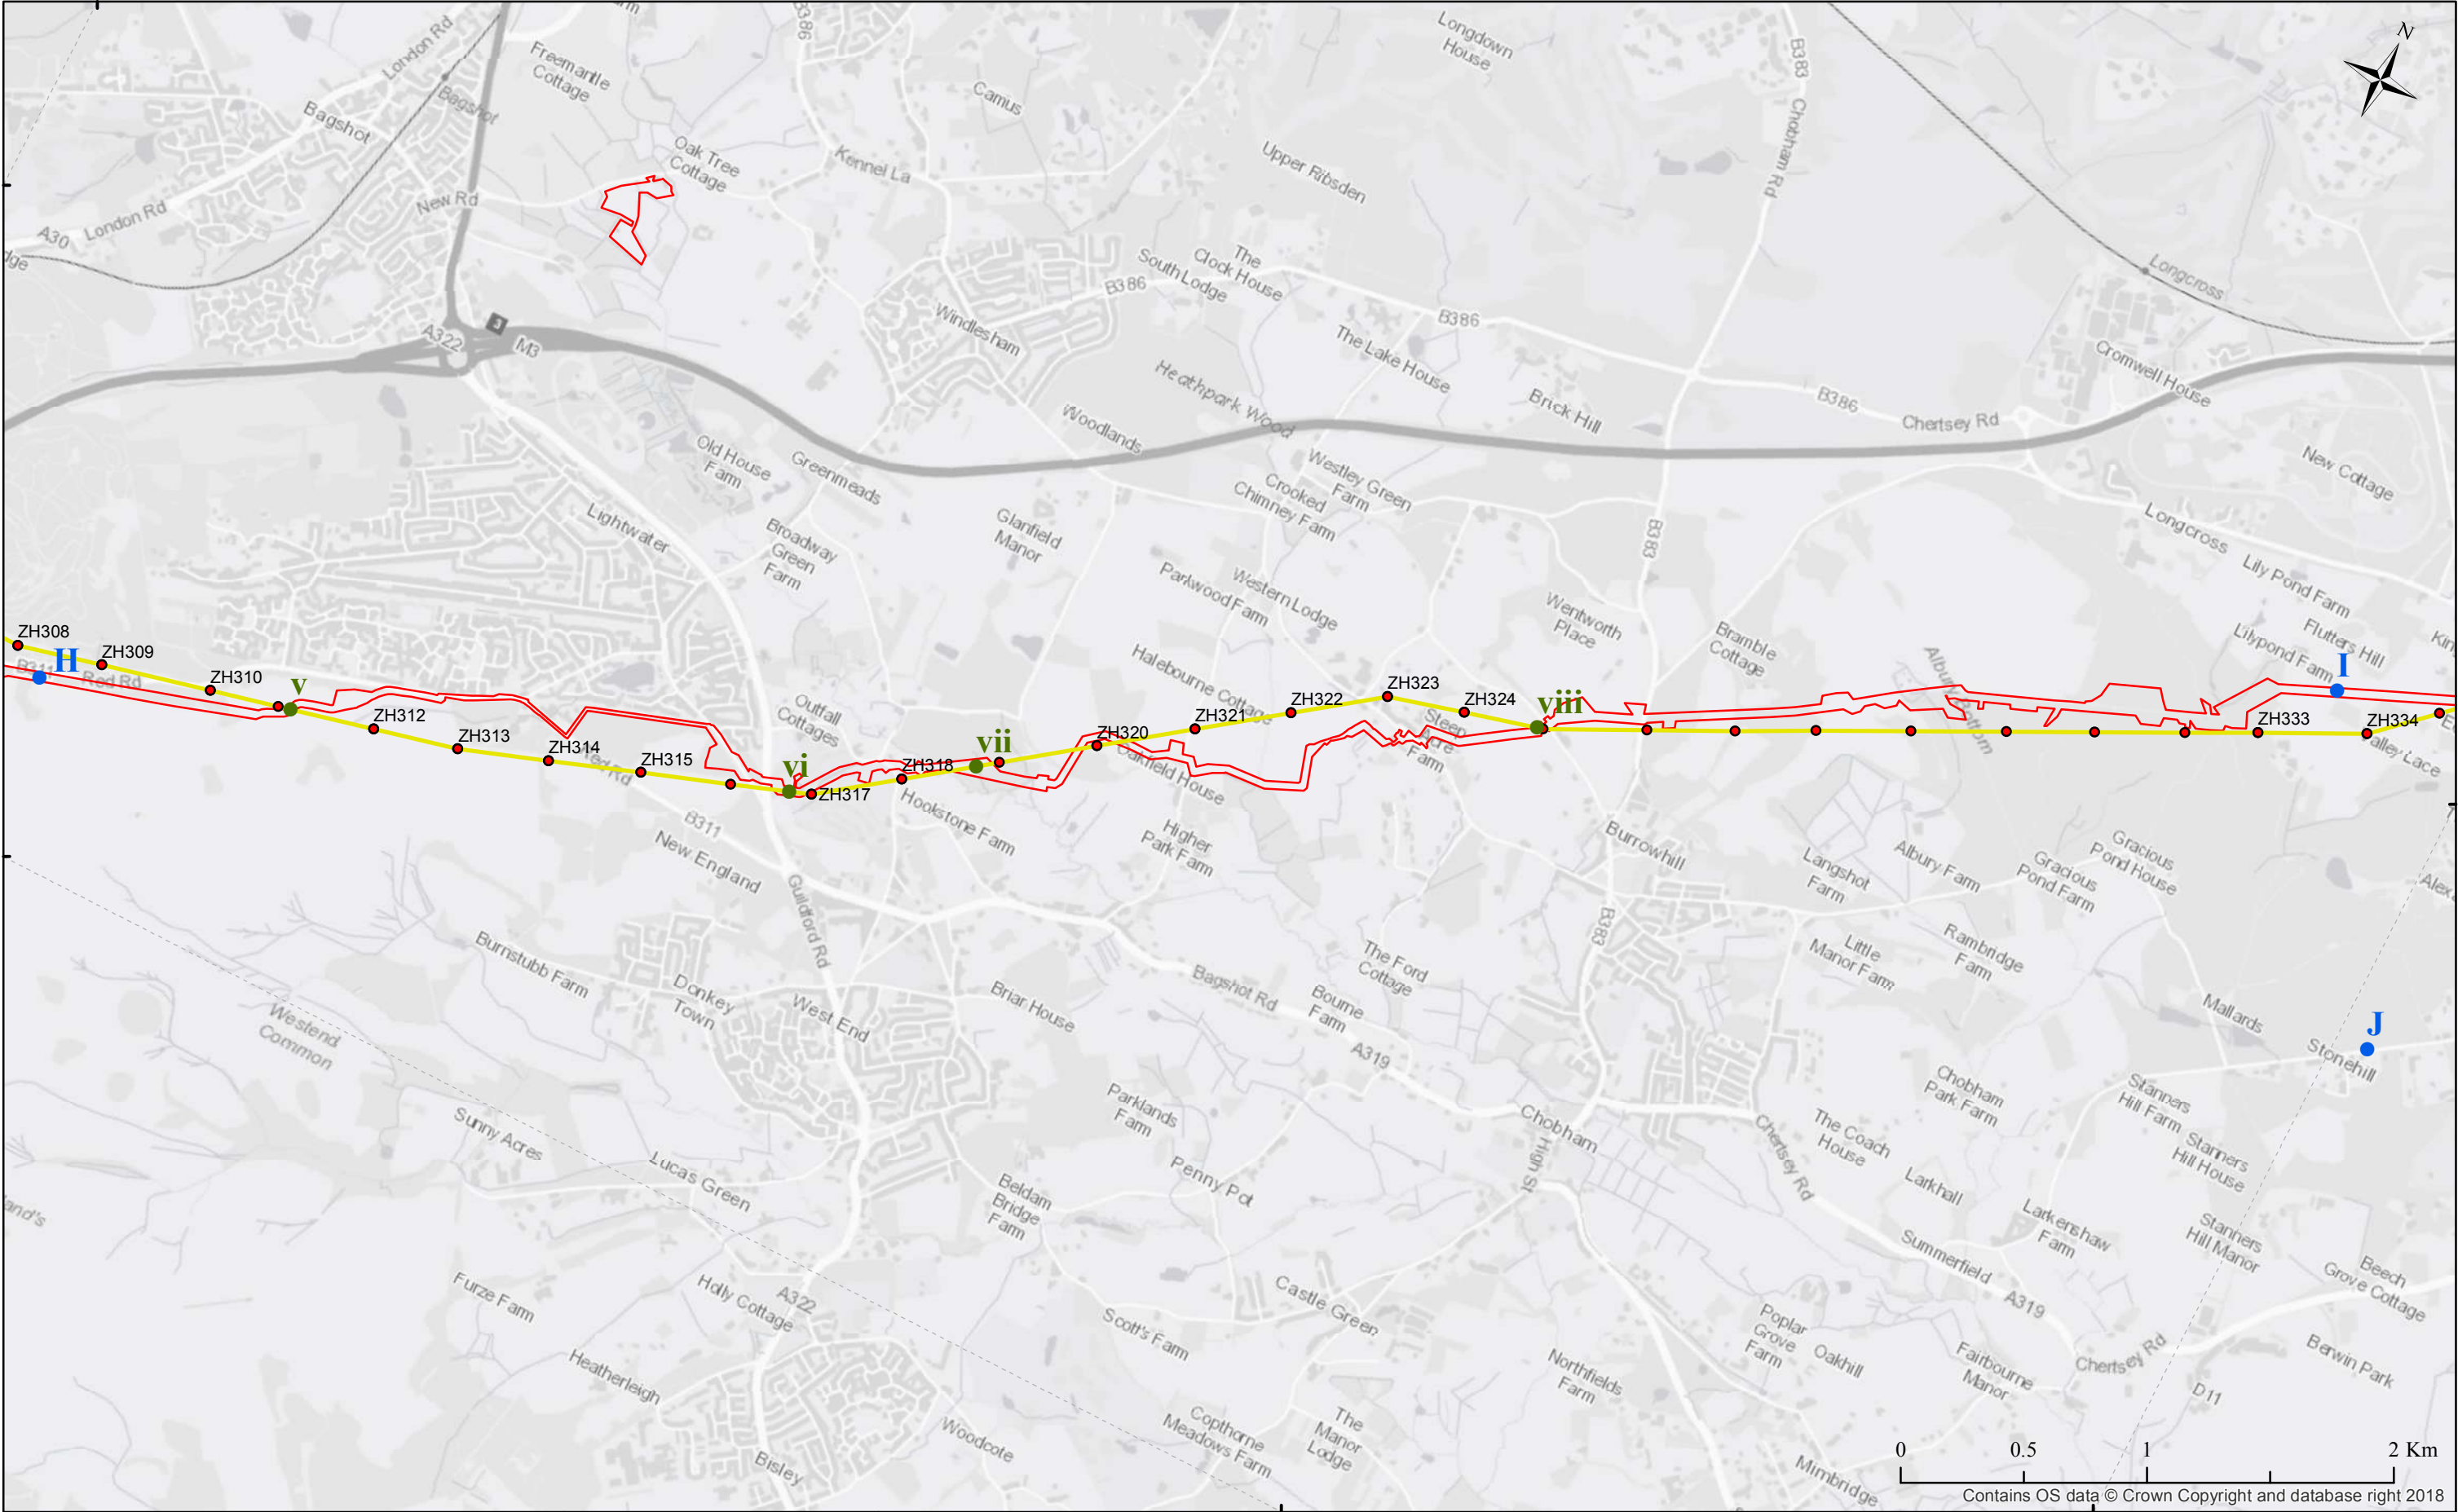 London Rd
Freemantle
Cottage
B386
Longdown
House
B383
N
Bagshot
Bagshot
Camus
Chobham Rd
Oak Tree
Cottage
Kennel La
Upper Ribsden
New Rd
A30
London Rd
The
Clock House
South Lodge
B386
Longcross
Windlesham
B386
A322
M3
The Lake House
Heathpark Wood
Brick Hill
B386
Chertsey Rd
Cromwell House
Woodlands
Old House
Farm
Greenmeads
Westley Green
Farm
Crooked
Chimney Farm
New Cottage
Lightwater
Broadway
Green
Farm
Glanfield
Manor
B383
Longcross
Parkwood Farm
Western Lodge
Wentworth
Place
Bramble
Cottage
Lily Pond Farm
Flutters Hill
Lilypond Farm
ZH308
H
ZH309
B311
Red Rd
ZH310
v
ZH312
ZH313
ZH314
Red Rd
ZH315
Outfall
Cottages
vi
ZH317
ZH318
vii
Halebourne Cottage
ZH320
ZH321
ZH322
ZH323
ZH324
viii
Steep
Acre
Farm
Albury Bottom
I
ZH333
ZH334
Valley Lace
Oakfield House
Hookstone Farm
Higher
Park Farm
B311
New England
Burrowhill
Langshot
Farm
Albury Farm
Gracious
Pond Farm
Gracious
Pond House
Guildford Rd
B383
Burnstubb Farm
Donkey
Town
West End
Briar House
Bagshot Rd
The Ford
Cottage
Bourne
Farm
Little
Manor Farm
Rambridge
Farm
Mallards
Westend
Common
A319
J
Stonehill
Sunny Acres
Parklands
Farm
Chobham
High St
Chertsey Rd
Chobham
Park Farm
Stanners
Hill Farm
Stanners
Hill House
The Coach
House
Lucas Green
Beldam
Bridge
Farm
Penny Pot
Larkhall
Larkenshaw
Farm
Stanners
Hill Manor
Summerfield
A319
Furze Farm
Holly Cottage
A322
Scott's Farm
Castle Green
Poplar
Grove
Farm
Oakhill
Fairbourne
Manor
Chertsey Rd
Beech
Grove Cottage
Berwin Park
D11
Heatherleigh
Bisley
Woodcote
Copthorne
Meadows Farm
The
Manor
Lodge
Northfields
Farm
Mimbridge
0 0.5 1 2 Km
Contains OS data © Crown Copyright and database right 2018